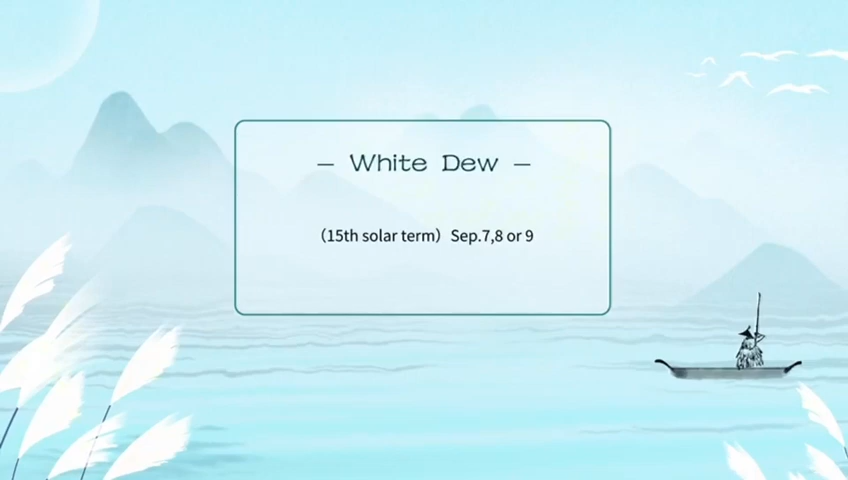 — White Dew —
（15th solar term）Sep.7,8 or 9